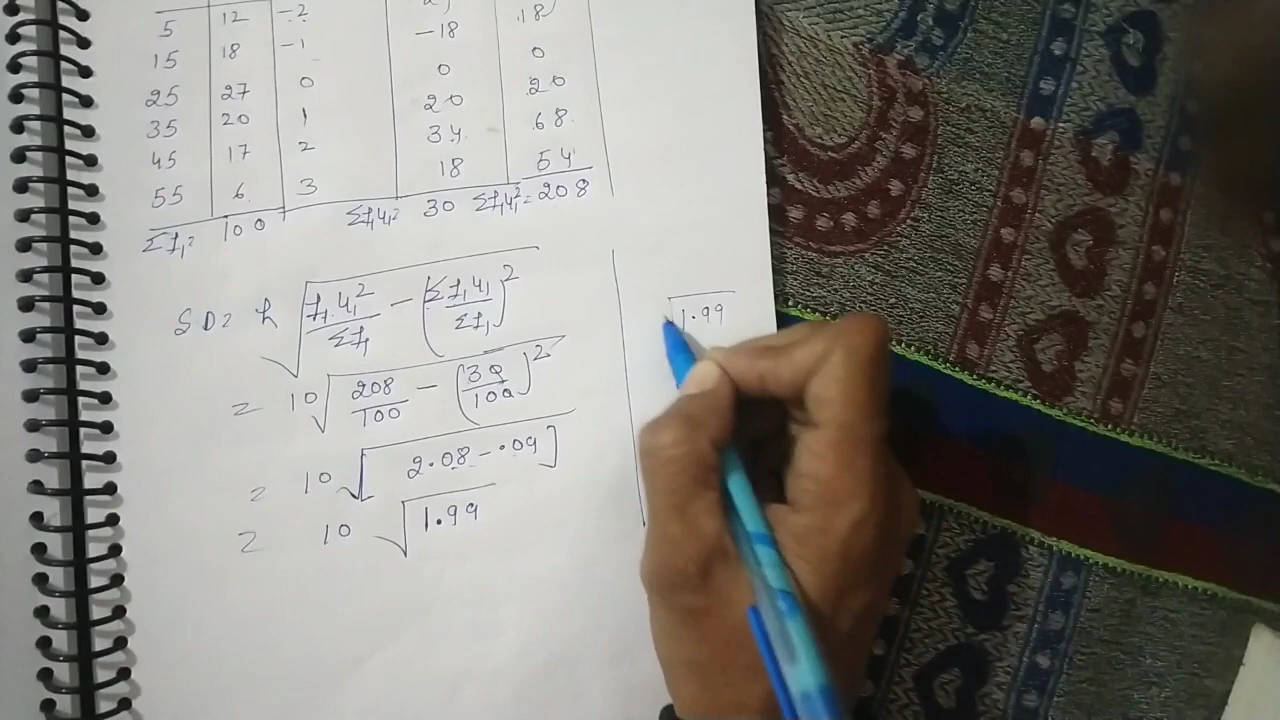 5 12 -2
15 18 -1 -18 18
25 27 0 0 0
35 20 1 20 20
45 17 2 34 68
55 6 3 18 54
Σf₁= 100 Σf₁u₁= 30 Σf₁u₁²= 208
SD= h √ f₁u₁²/Σf₁ - (Σf₁u₁/Σf₁)²
= 10 √ 208/100 - (30/100)²
= 10 √ 2.08 - .09]
= 10 √1.99
√1.99